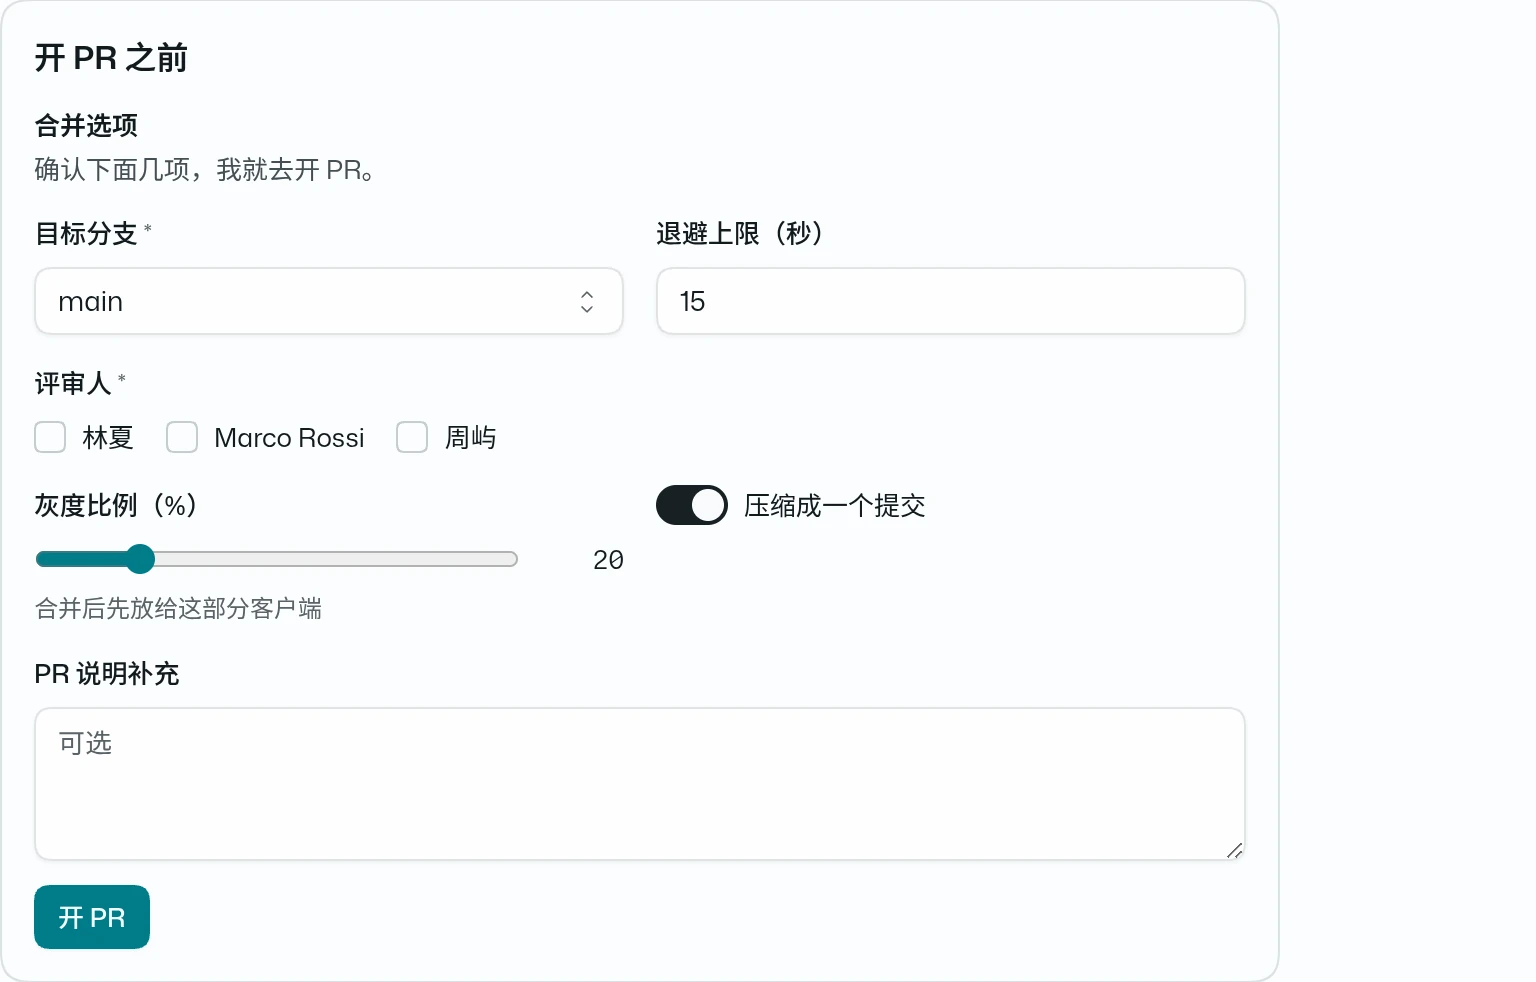 开 PR 之前
合并选项
确认下面几项，我就去开 PR。
目标分支 *
退避上限（秒）
main
15
评审人 *
林夏
Marco Rossi
周屿
灰度比例（%）
压缩成一个提交
20
合并后先放给这部分客户端
PR 说明补充
可选
开 PR